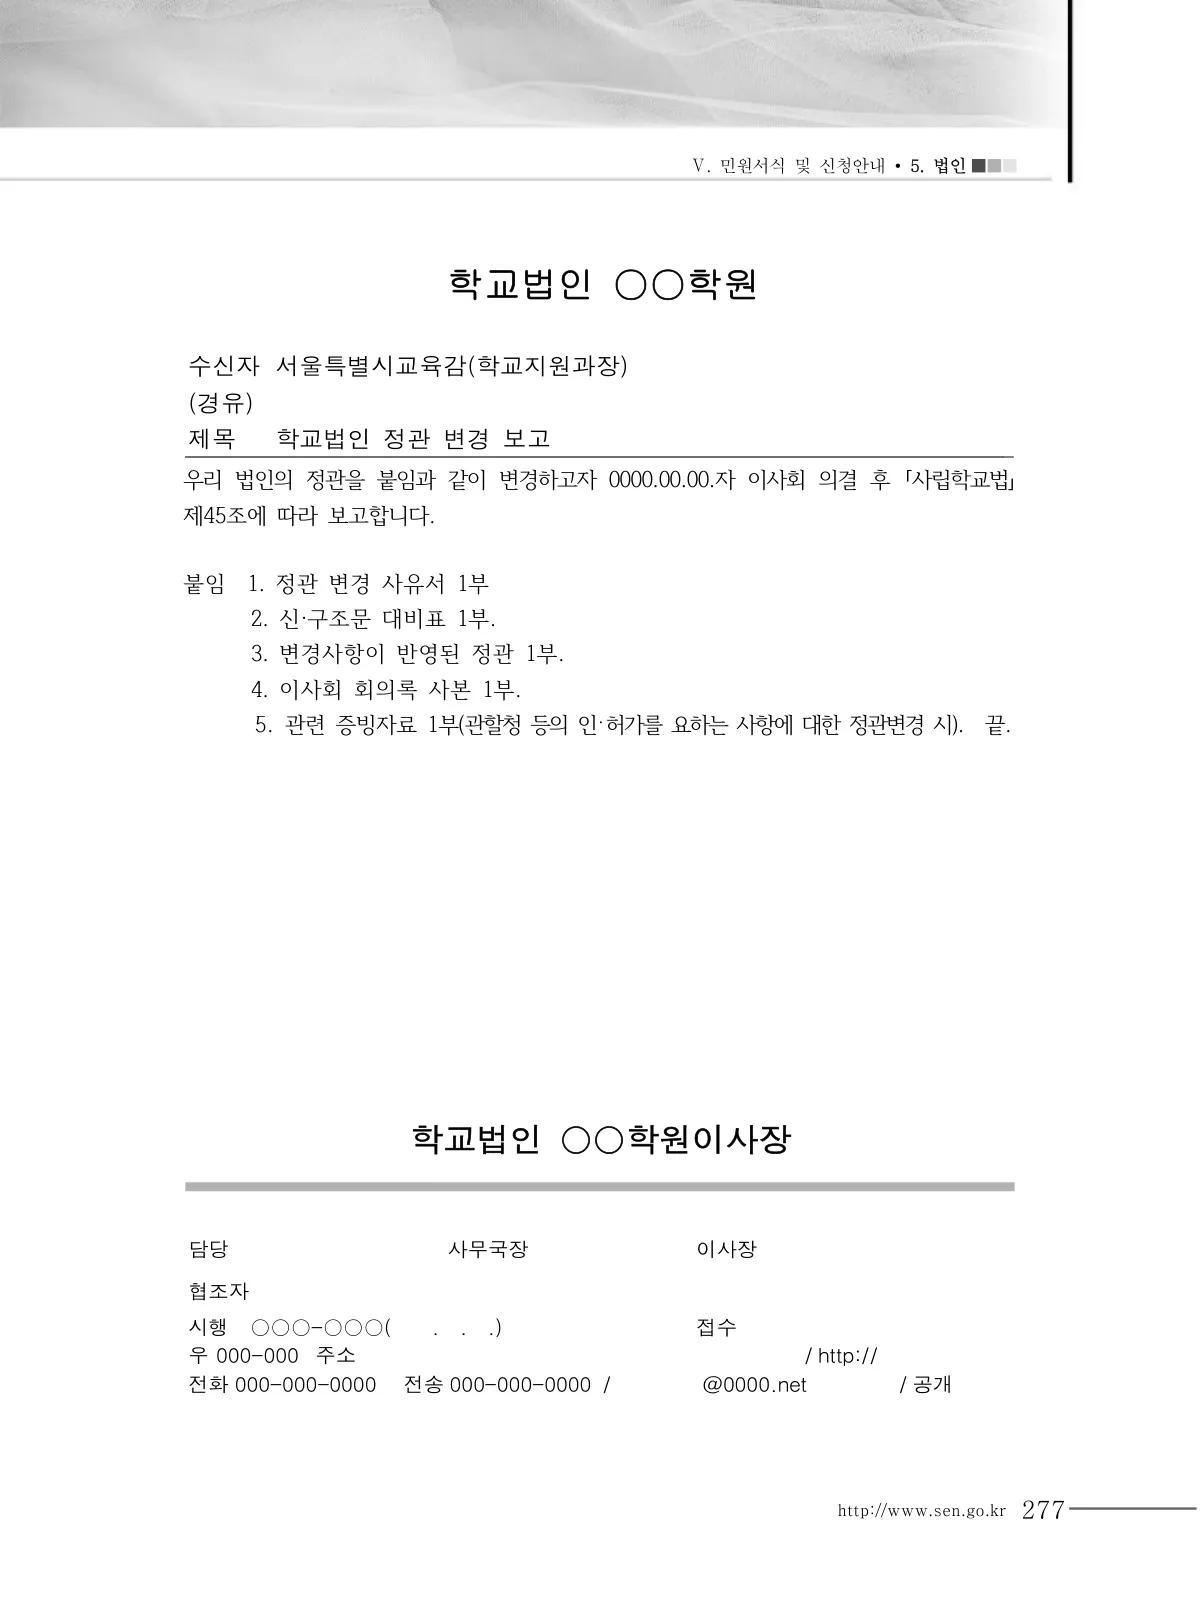 Ⅴ. 민원서식 및 신청안내 • 5. 법인
학교법인 ○○학원
수신자 서울특별시교육감(학교지원과장)
(경유)
제목 학교법인 정관 변경 보고
우리 법인의 정관을 붙임과 같이 변경하고자 0000.00.00.자 이사회 의결 후 「사립학교법」
제45조에 따라 보고합니다.
붙임 1. 정관 변경 사유서 1부
2. 신·구조문 대비표 1부.
3. 변경사항이 반영된 정관 1부.
4. 이사회 회의록 사본 1부.
5. 관련 증빙자료 1부(관할청 등의 인·허가를 요하는 사항에 대한 정관변경 시). 끝.
학교법인 ○○학원이사장
담당 사무국장 이사장
협조자
시행 ○○○-○○○( . . .) 접수
우 000-000 주소 / http://
전화 000-000-0000 전송 000-000-0000 / @0000.net / 공개
http://www.sen.go.kr 277